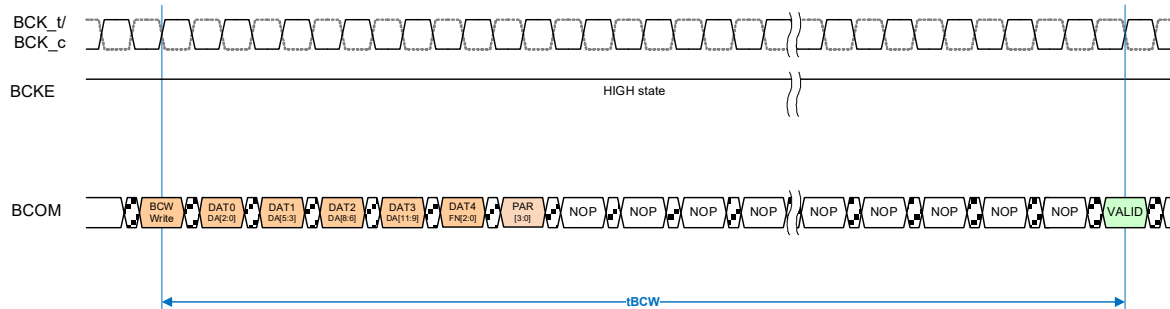 BCK_t/
BCK_c
BCKE
HIGH state
BCOM
BCW
Write
DAT0
DA[2:0]
DAT1
DA[5:3]
DAT2
DA[8:6]
DAT3
DA[11:9]
DAT4
FN[2:0]
PAR
[3:0]
NOP
NOP
NOP
NOP
NOP
NOP
NOP
NOP
NOP
VALID
tBCW